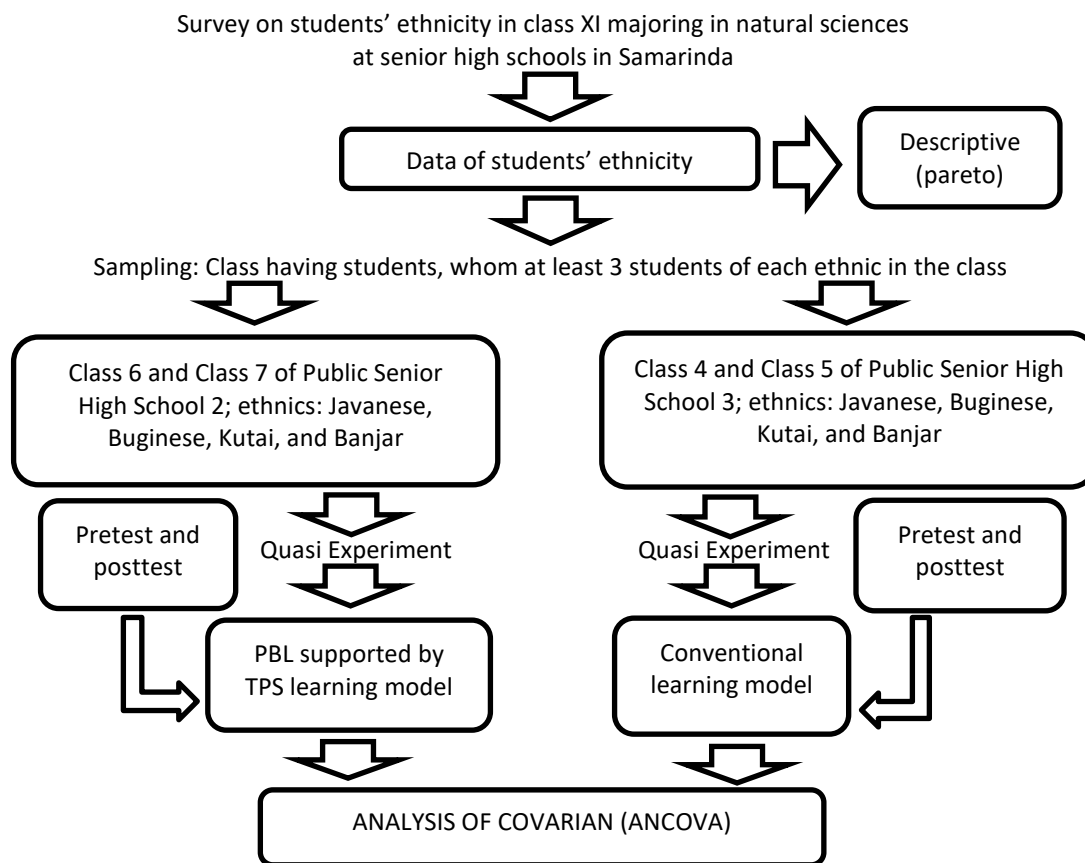 Survey on students’ ethnicity in class XI majoring in natural sciences
at senior high schools in Samarinda
Data of students’ ethnicity
Descriptive
(pareto)
Sampling: Class having students, whom at least 3 students of each ethnic in the class
Class 6 and Class 7 of Public Senior
High School 2; ethnics: Javanese,
Buginese, Kutai, and Banjar
Class 4 and Class 5 of Public Senior High
School 3; ethnics: Javanese, Buginese,
Kutai, and Banjar
Pretest and
posttest
Quasi Experiment
Quasi Experiment
Pretest and
posttest
PBL supported by
TPS learning model
Conventional
learning model
ANALYSIS OF COVARIAN (ANCOVA)